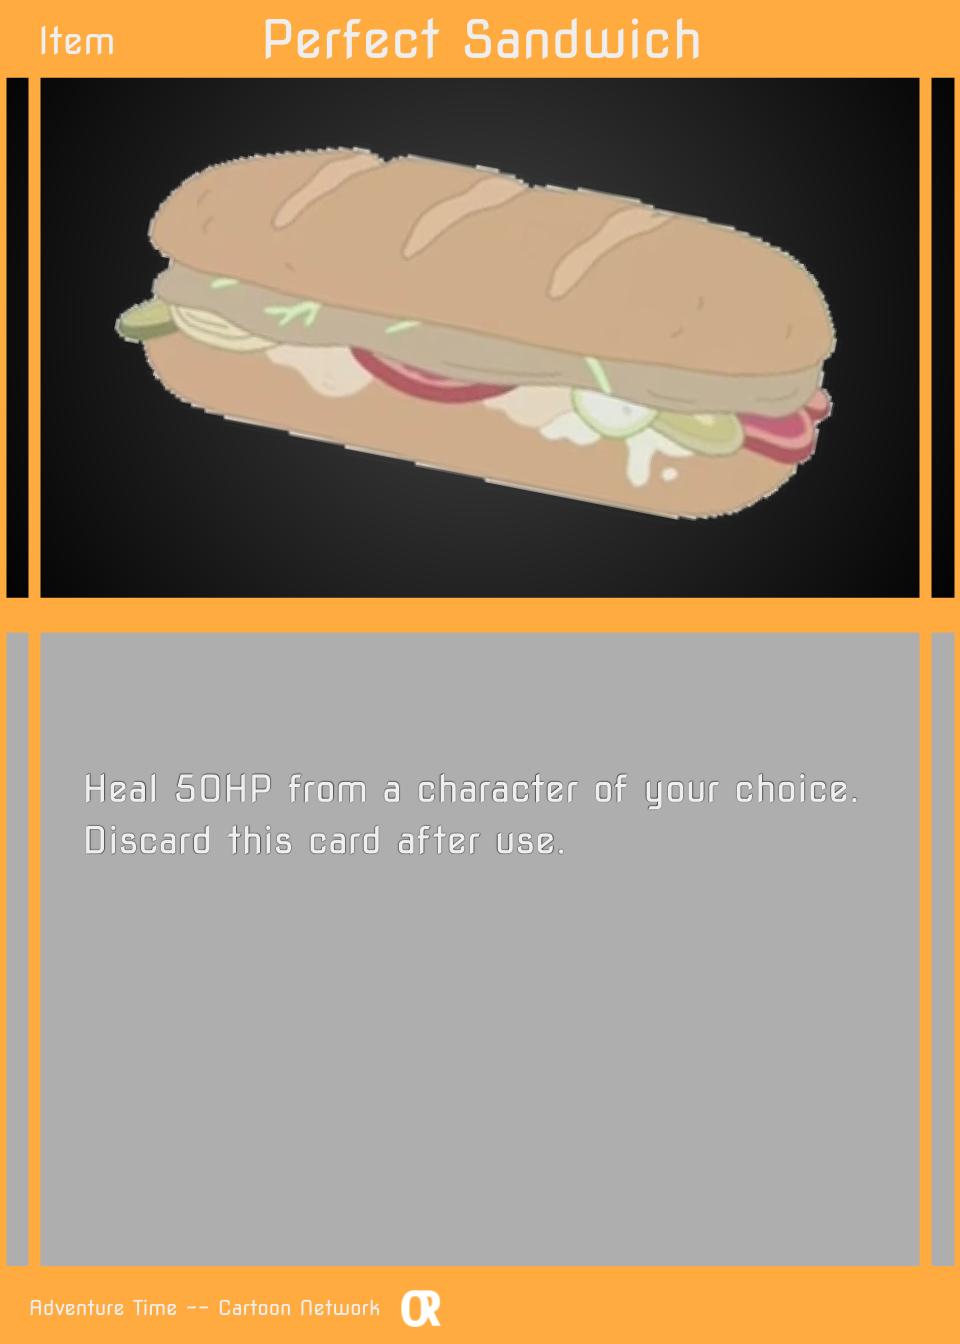 Item
Perfect Sandwich
Heal 50HP from a character of your choice.
Discard this card after use.
Adventure Time -- Cartoon Network OR